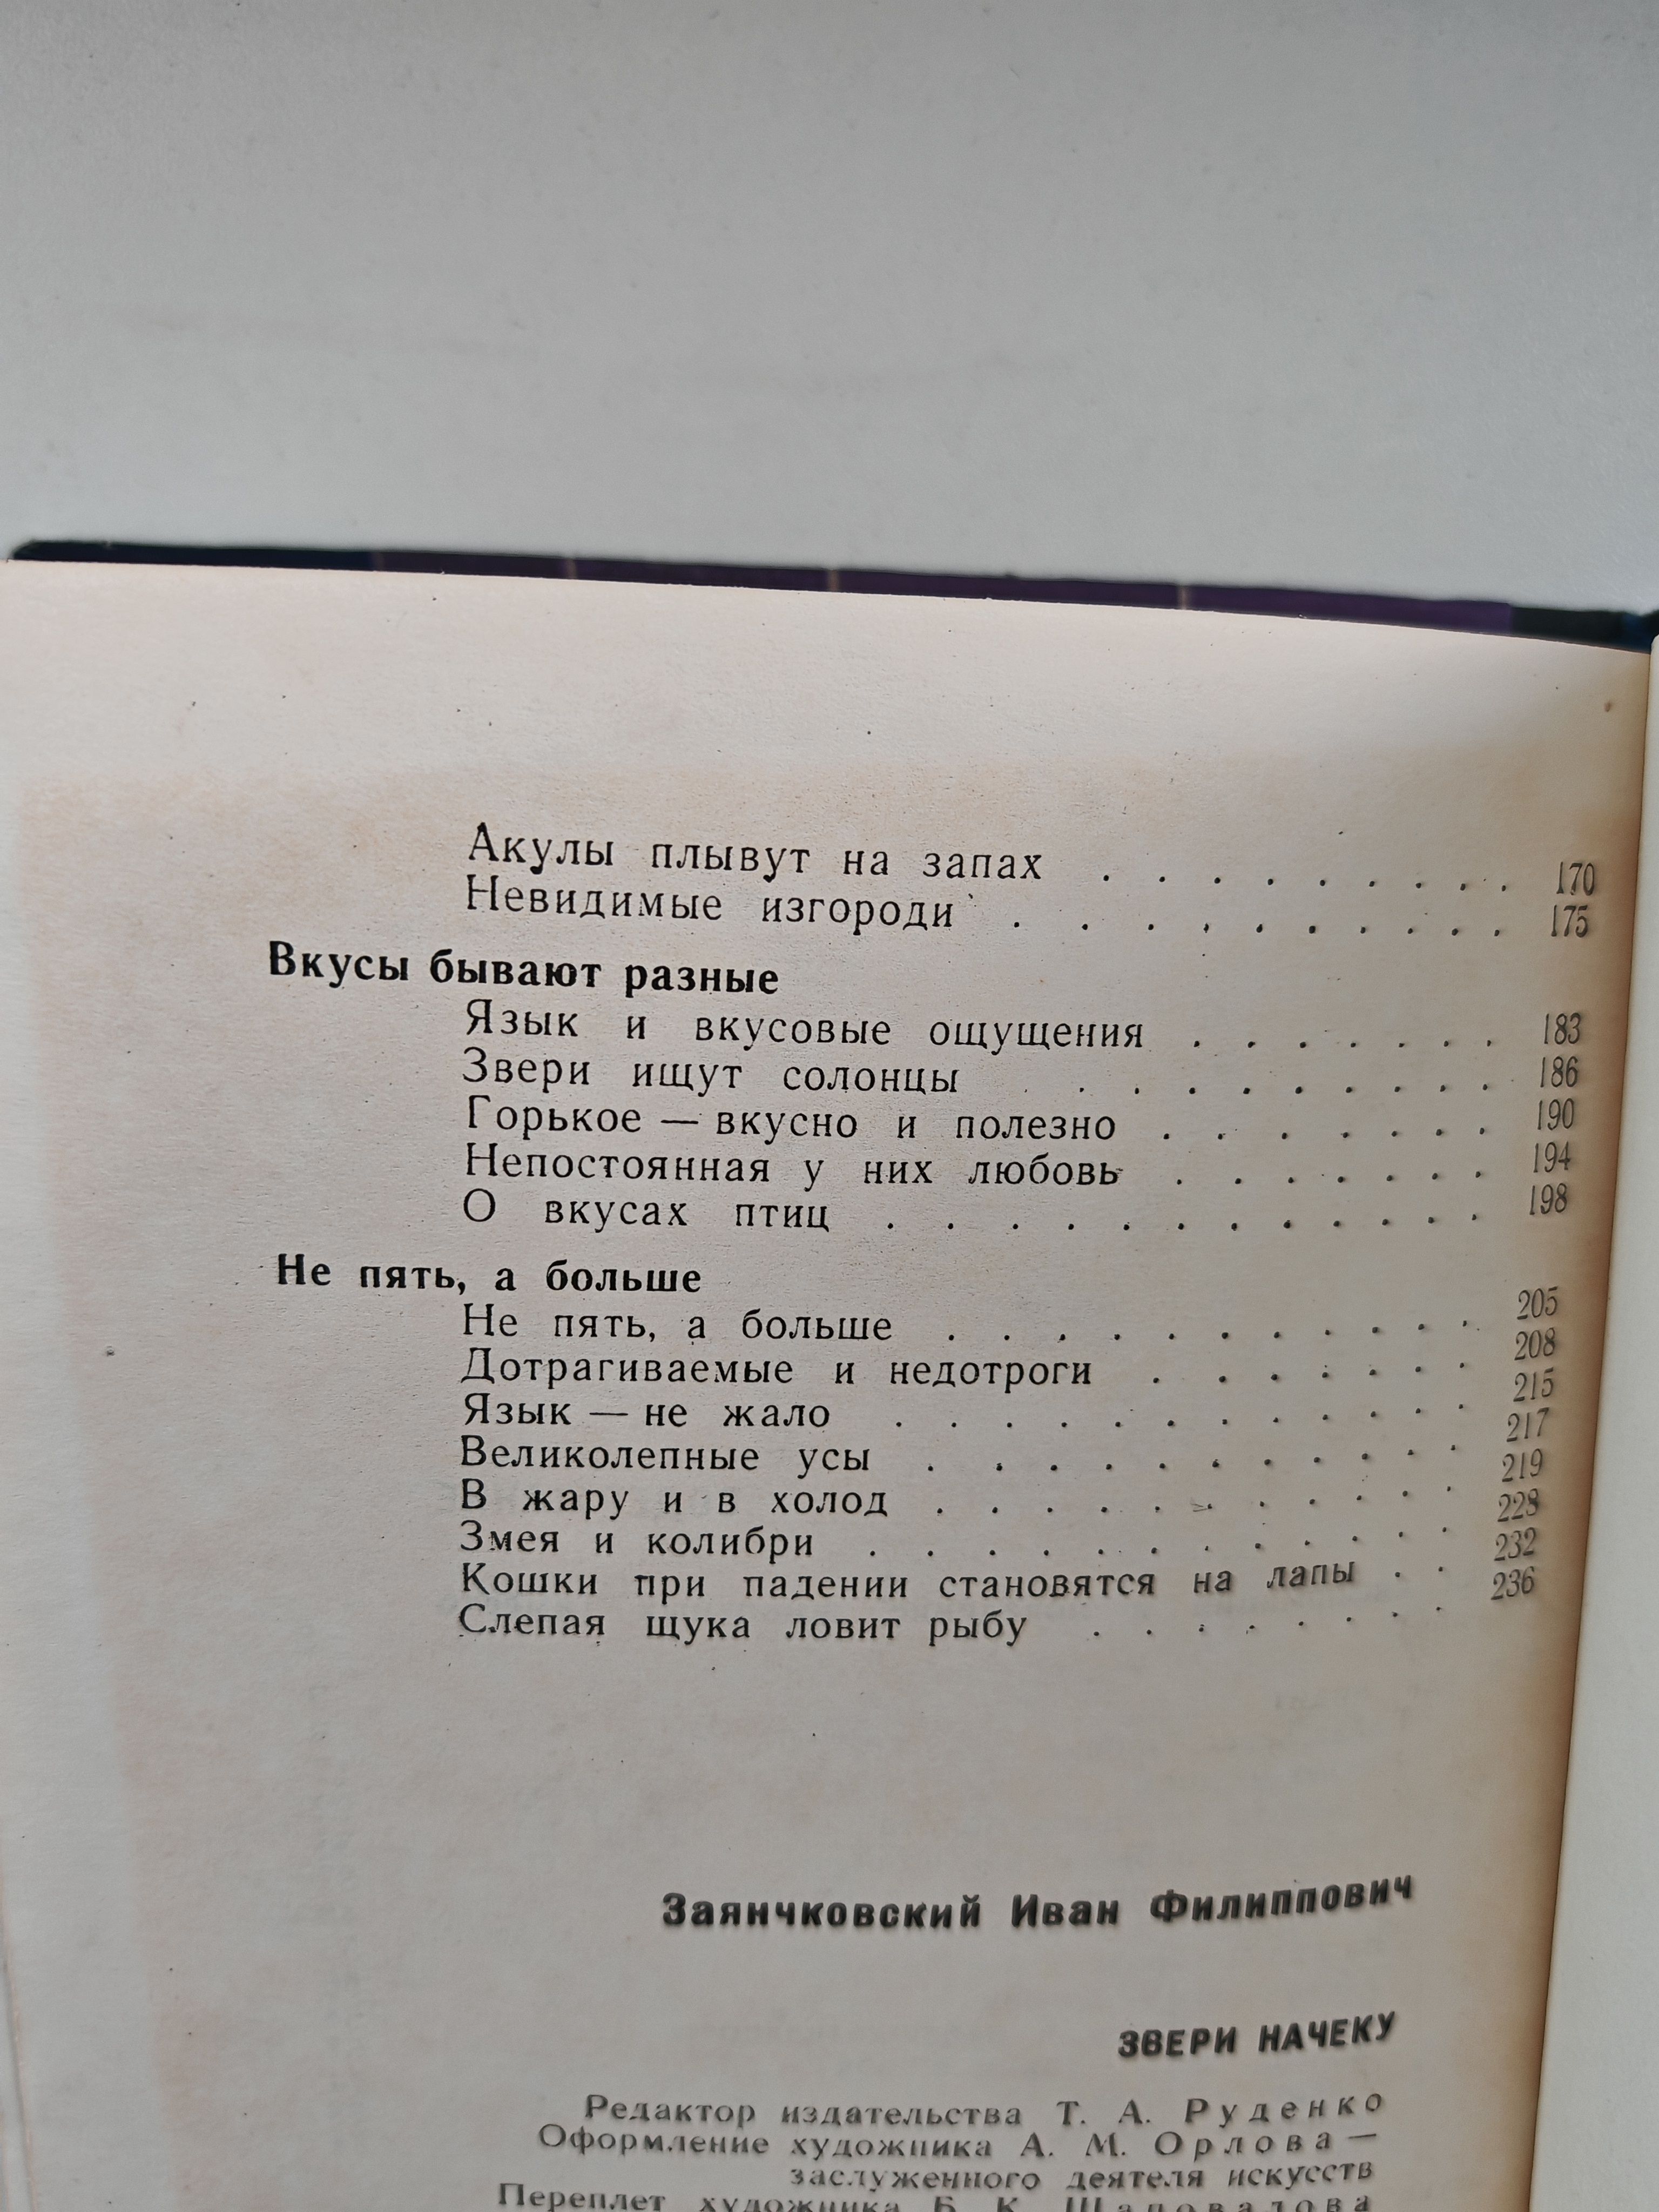 Акулы плывут на запах . . . . . . . . . 170
Невидимые изгороди . . . . . . . . . 175
Вкусы бывают разные
Язык и вкусовые ощущения . . . . . . . 183
Звери ищут солонцы . . . . . . . . . 186
Горькое — вкусно и полезно . . . . . . . 190
Непостоянная у них любовь . . . . . . . 194
О вкусах птиц . . . . . . . . . . . 198
Не пять, а больше
Не пять, а больше . . . . . . . . . . 205
Дотрагиваемые и недотроги . . . . . . . 208
Язык — не жало . . . . . . . . . . . 215
Великолепные усы . . . . . . . . . . 217
В жару и в холод . . . . . . . . . . 219
Змея и колибри . . . . . . . . . . . 228
Кошки при падении становятся на лапы . . 232
Слепая щука ловит рыбу . . . . . . . 236
Заянчковский Иван Филиппович
ЗВЕРИ НАЧЕКУ
Редактор издательства Т. А. Руденко
Оформление художника А. М. Орлова —
заслуженного деятеля искусств
Переплет художника Б. К. Шаповалова